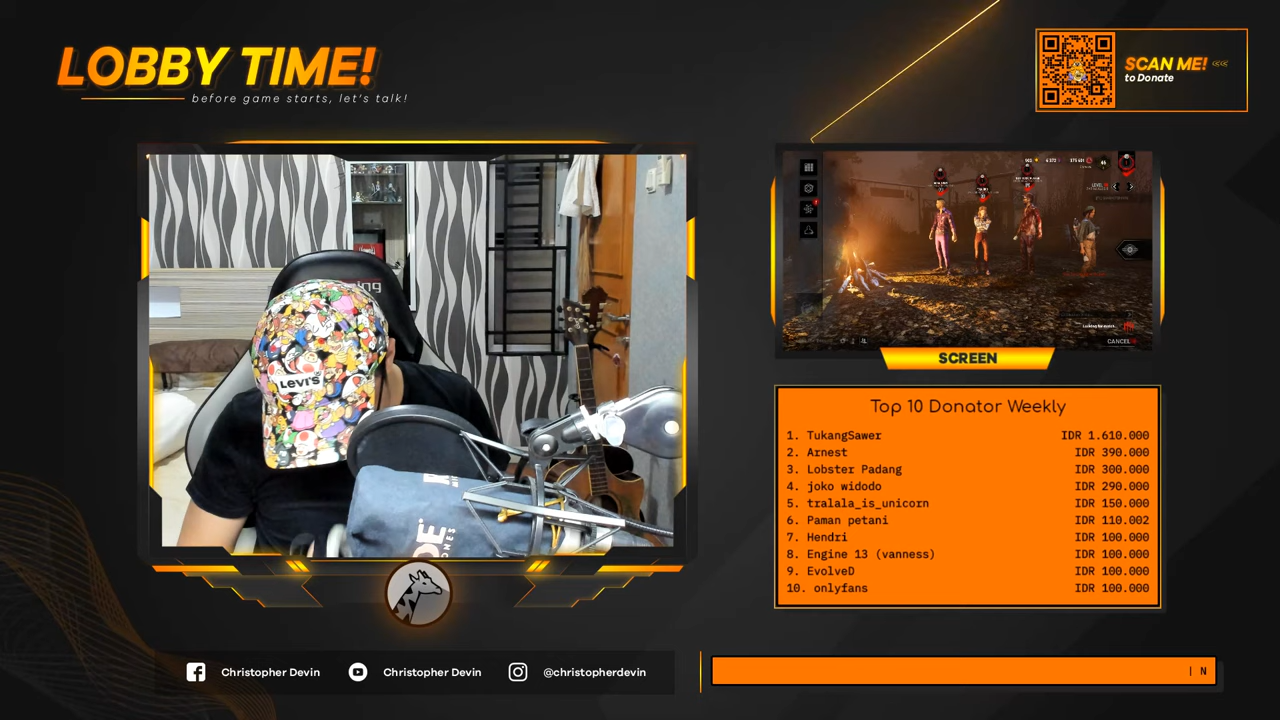 LOBBY TIME!
before game starts, let's talk!
SCAN ME! <<
to Donate
ing
LEVI'S
SCREEN
CANCEL
Top 10 Donator Weekly
1. TukangSawer IDR 1.610.000
2. Arnest IDR 390.000
3. Lobster Padang IDR 300.000
4. joko widodo IDR 290.000
5. tralala_is_unicorn IDR 150.000
6. Paman petani IDR 110.002
7. Hendri IDR 100.000
8. Engine 13 (vanness) IDR 100.000
9. EvolveD IDR 100.000
10. onlyfans IDR 100.000
Christopher Devin
Christopher Devin
@christopherdevin
| N